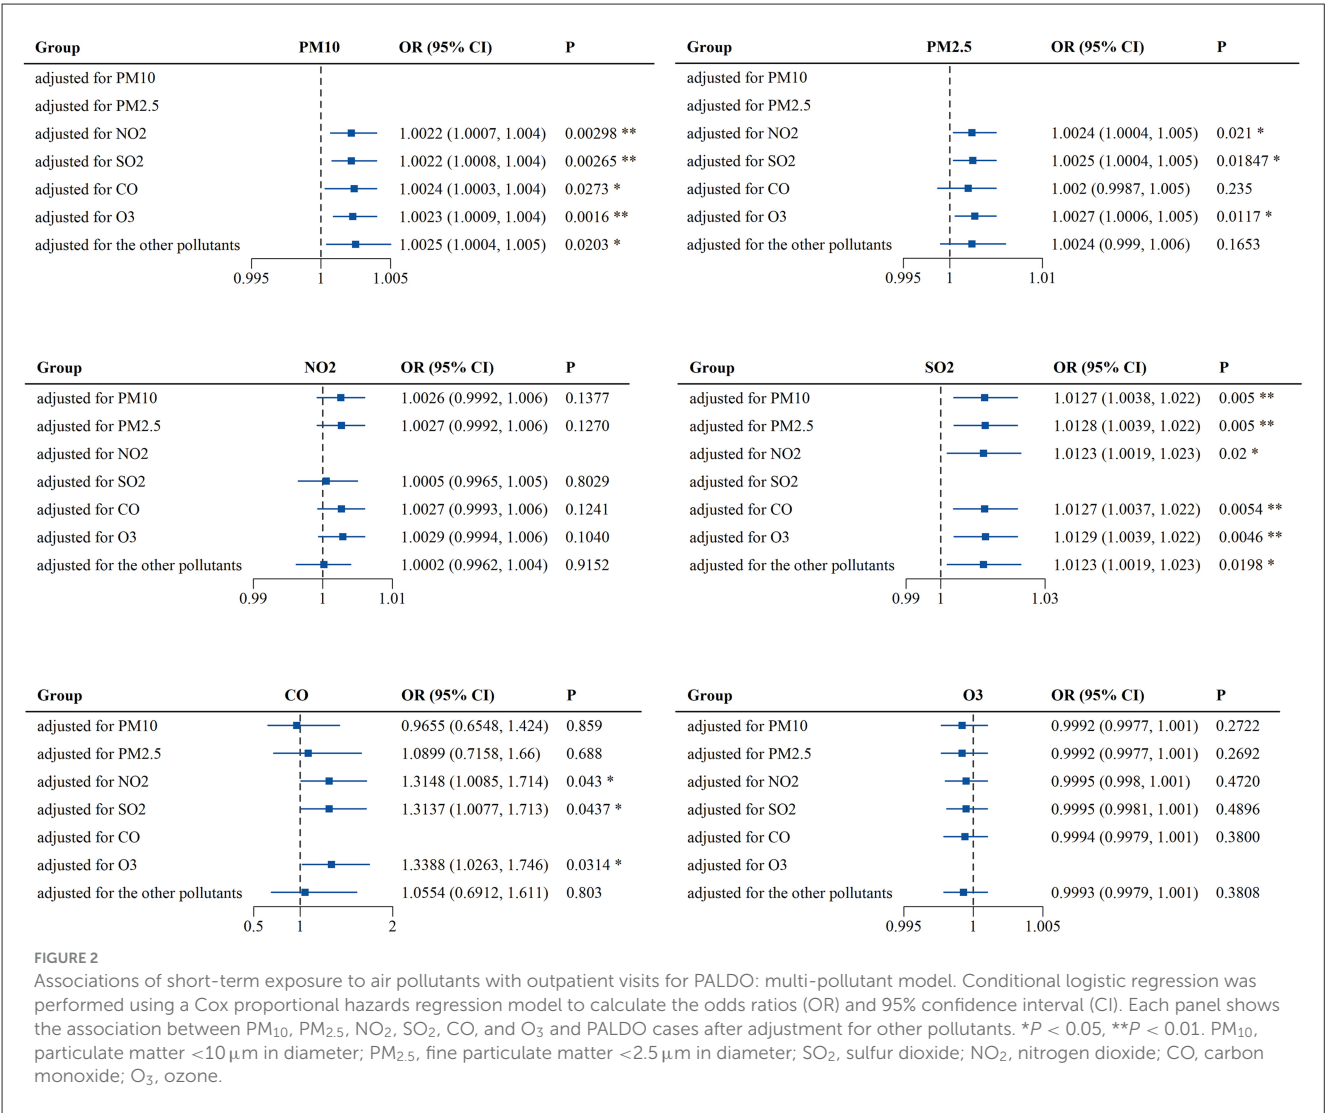 Group PM10 OR (95% CI) P
adjusted for PM10
adjusted for PM2.5
adjusted for NO2 1.0022 (1.0007, 1.004) 0.00298 **
adjusted for SO2 1.0022 (1.0008, 1.004) 0.00265 **
adjusted for CO 1.0024 (1.0003, 1.004) 0.0273 *
adjusted for O3 1.0023 (1.0009, 1.004) 0.0016 **
adjusted for the other pollutants 1.0025 (1.0004, 1.005) 0.0203 *
0.995 1 1.005
Group PM2.5 OR (95% CI) P
adjusted for PM10
adjusted for PM2.5
adjusted for NO2 1.0024 (1.0004, 1.005) 0.021 *
adjusted for SO2 1.0025 (1.0004, 1.005) 0.01847 *
adjusted for CO 1.002 (0.9987, 1.005) 0.235
adjusted for O3 1.0027 (1.0006, 1.005) 0.0117 *
adjusted for the other pollutants 1.0024 (0.999, 1.006) 0.1653
0.995 1 1.01
Group NO2 OR (95% CI) P
adjusted for PM10 1.0026 (0.9992, 1.006) 0.1377
adjusted for PM2.5 1.0027 (0.9992, 1.006) 0.1270
adjusted for NO2
adjusted for SO2 1.0005 (0.9965, 1.005) 0.8029
adjusted for CO 1.0027 (0.9993, 1.006) 0.1241
adjusted for O3 1.0029 (0.9994, 1.006) 0.1040
adjusted for the other pollutants 1.0002 (0.9962, 1.004) 0.9152
0.99 1 1.01
Group SO2 OR (95% CI) P
adjusted for PM10 1.0127 (1.0038, 1.022) 0.005 **
adjusted for PM2.5 1.0128 (1.0039, 1.022) 0.005 **
adjusted for NO2 1.0123 (1.0019, 1.023) 0.02 *
adjusted for SO2
adjusted for CO 1.0127 (1.0037, 1.022) 0.0054 **
adjusted for O3 1.0129 (1.0039, 1.022) 0.0046 **
adjusted for the other pollutants 1.0123 (1.0019, 1.023) 0.0198 *
0.99 1 1.03
Group CO OR (95% CI) P
adjusted for PM10 0.9655 (0.6548, 1.424) 0.859
adjusted for PM2.5 1.0899 (0.7158, 1.66) 0.688
adjusted for NO2 1.3148 (1.0085, 1.714) 0.043 *
adjusted for SO2 1.3137 (1.0077, 1.713) 0.0437 *
adjusted for CO
adjusted for O3 1.3388 (1.0263, 1.746) 0.0314 *
adjusted for the other pollutants 1.0554 (0.6912, 1.611) 0.803
0.5 1 2
Group O3 OR (95% CI) P
adjusted for PM10 0.9992 (0.9977, 1.001) 0.2722
adjusted for PM2.5 0.9992 (0.9977, 1.001) 0.2692
adjusted for NO2 0.9995 (0.998, 1.001) 0.4720
adjusted for SO2 0.9995 (0.9981, 1.001) 0.4896
adjusted for CO 0.9994 (0.9979, 1.001) 0.3800
adjusted for O3
adjusted for the other pollutants 0.9993 (0.9979, 1.001) 0.3808
0.995 1 1.005
FIGURE 2
Associations of short-term exposure to air pollutants with outpatient visits for PALDO: multi-pollutant model. Conditional logistic regression was
performed using a Cox proportional hazards regression model to calculate the odds ratios (OR) and 95% confidence interval (CI). Each panel shows
the association between PM₁₀, PM₂.₅, NO₂, SO₂, CO, and O₃ and PALDO cases after adjustment for other pollutants. *P < 0.05, **P < 0.01. PM₁₀,
particulate matter <10 µm in diameter; PM₂.₅, fine particulate matter <2.5 µm in diameter; SO₂, sulfur dioxide; NO₂, nitrogen dioxide; CO, carbon
monoxide; O₃, ozone.